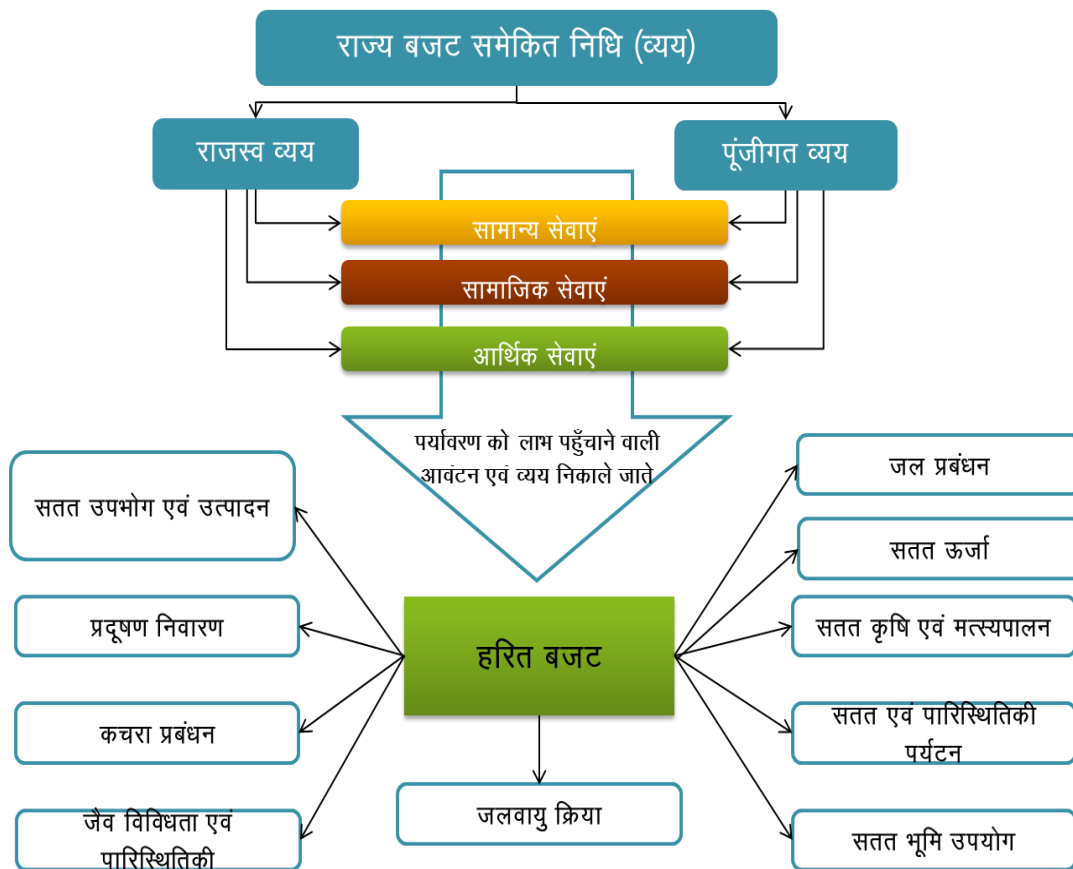 राज्य बजट समेकित निधि (व्यय)
राजस्व व्यय
पूंजीगत व्यय
सामान्य सेवाएं
सामाजिक सेवाएं
आर्थिक सेवाएं
पर्यावरण को लाभ पहुँचाने वाली
आवंटन एवं व्यय निकाले जाते
सतत उपभोग एवं उत्पादन
प्रदूषण निवारण
कचरा प्रबंधन
जैव विविधता एवं
पारिस्थितिकी
हरित बजट
जलवायु क्रिया
जल प्रबंधन
सतत ऊर्जा
सतत कृषि एवं मत्स्यपालन
सतत एवं पारिस्थितिकी
पर्यटन
सतत भूमि उपयोग